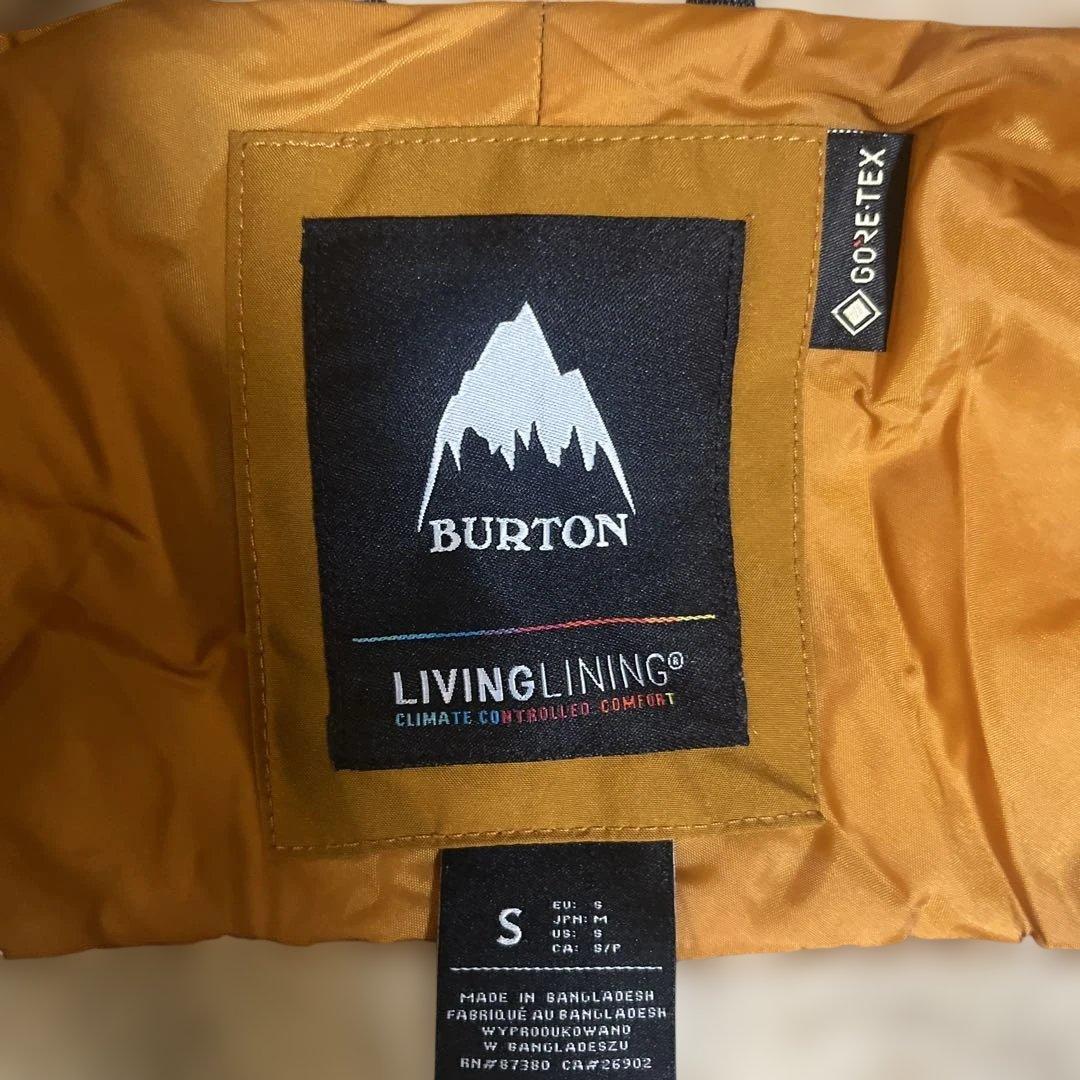 GORE-TEX
BURTON
LIVINGLINING®
CLIMATE CONTROLLED COMFORT
S
EU: S
JPN: M
US: S
CA: S/P
MADE IN BANGLADESH
FABRIQUÉ AU BANGLADESH
WYPRODUKOWANO
W BANGLADESZU
RN#87380 CA#26902